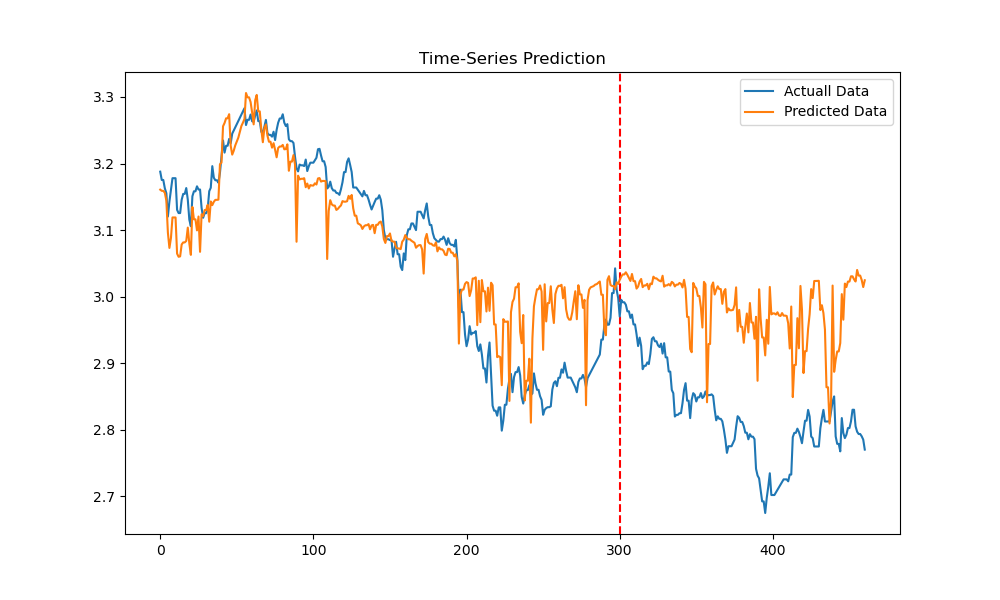 Time-Series Prediction
Actuall Data
Predicted Data
3.3
3.2
3.1
3.0
2.9
2.8
2.7
0 100 200 300 400